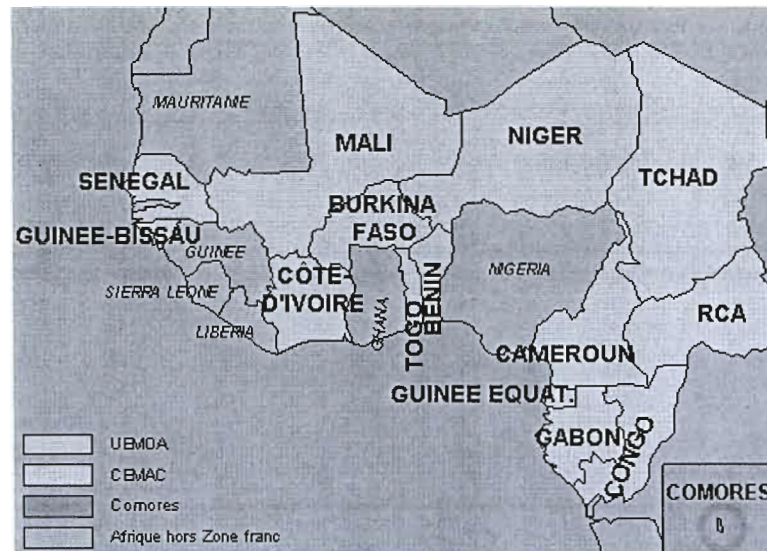 MAURITANIE
MALI
NIGER
TCHAD
SENEGAL
BURKINA
FASO
GUINEE-BISSAU
GUINEE
NIGERIA
SIERRA LEONE
CÔTE-
D'IVOIRE
GHANA
TOGO
BENIN
LIBERIA
RCA
CAMEROUN
GUINEE EQUAT.
GABON
CONGO
UEMOA
CEMAC
Comores
Afrique hors Zone franc
COMORES